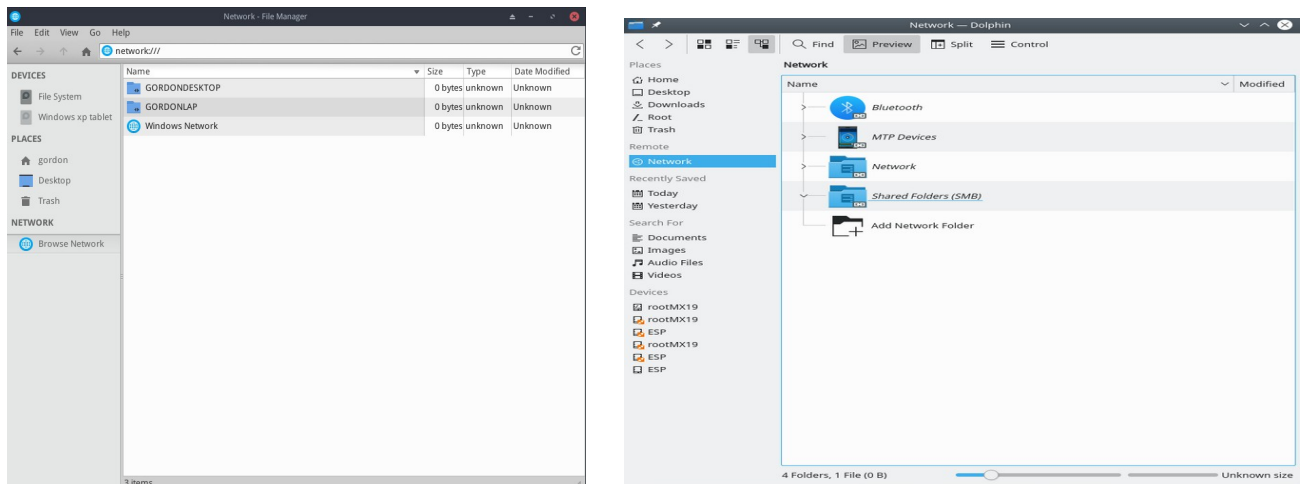 Network - File Manager
File Edit View Go Help
network:///
DEVICES
File System
Windows xp tablet
PLACES
gordon
Desktop
Trash
NETWORK
Browse Network
Name Size Type Date Modified
GORDONDESKTOP 0 bytes unknown Unknown
GORDONLAP 0 bytes unknown Unknown
Windows Network 0 bytes unknown Unknown
3 items
Network — Dolphin
Find Preview Split Control
Places
Home
Desktop
Downloads
Root
Trash
Remote
Network
Recently Saved
Today
Yesterday
Search For
Documents
Images
Audio Files
Videos
Devices
rootMX19
rootMX19
ESP
rootMX19
ESP
ESP
Network
Name Modified
Bluetooth
MTP Devices
Network
Shared Folders (SMB)
Add Network Folder
4 Folders, 1 File (0 B) Unknown size